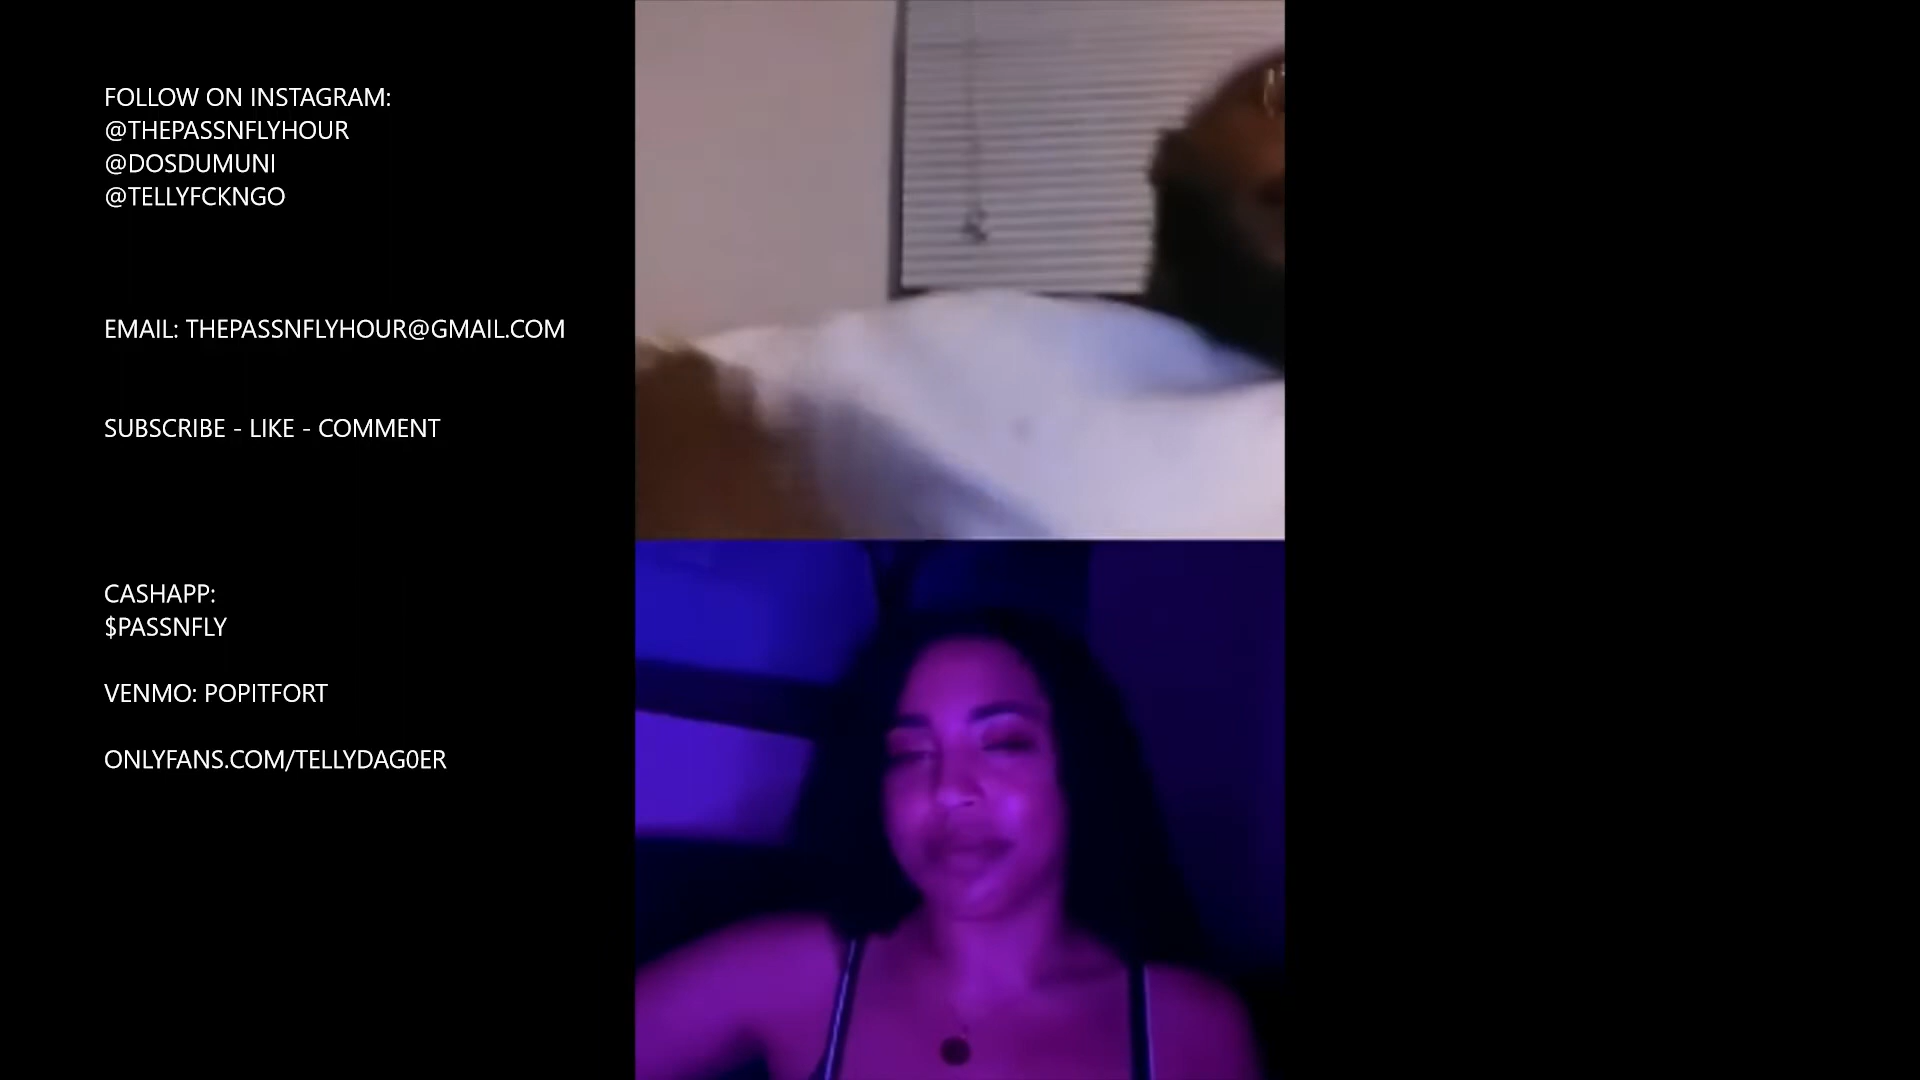 FOLLOW ON INSTAGRAM:
@THEPASSNFLYHOUR
@DOSDUMUNI
@TELLYFCKNGO
EMAIL: THEPASSNFLYHOUR@GMAIL.COM
SUBSCRIBE - LIKE - COMMENT
CASHAPP:
$PASSNFLY
VENMO: POPITFORT
ONLYFANS.COM/TELLYDAG0ER